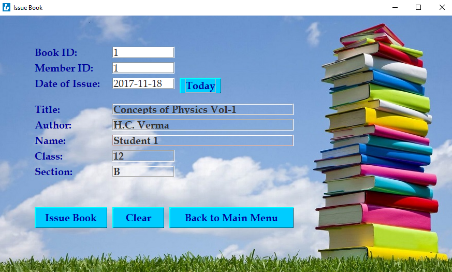 Issue Book
Book ID: 1
Member ID: 1
Date of Issue: 2017-11-18 Today
Title: Concepts of Physics Vol-1
Author: H.C. Verma
Name: Student 1
Class: 12
Section: B
Issue Book Clear Back to Main Menu